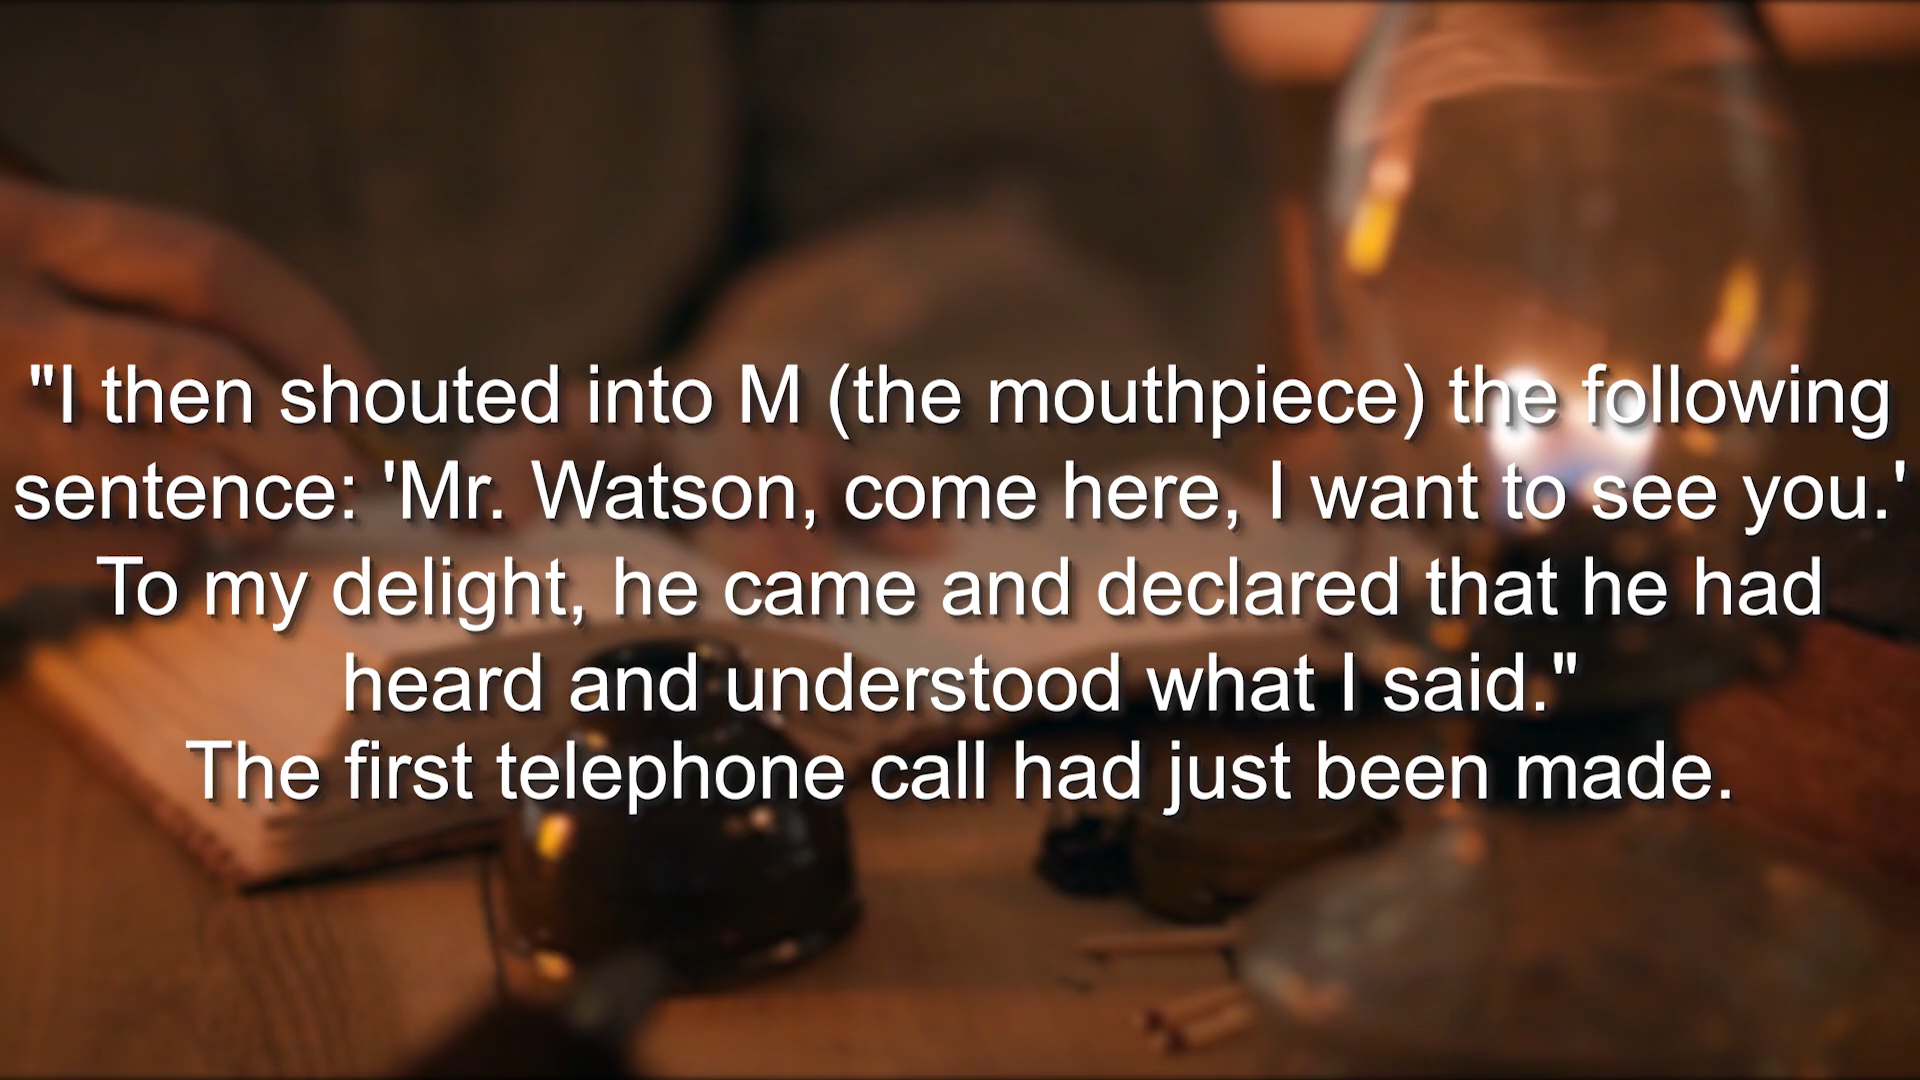 "I then shouted into M (the mouthpiece) the following
sentence: 'Mr. Watson, come here, I want to see you.'
To my delight, he came and declared that he had
heard and understood what I said."
The first telephone call had just been made.